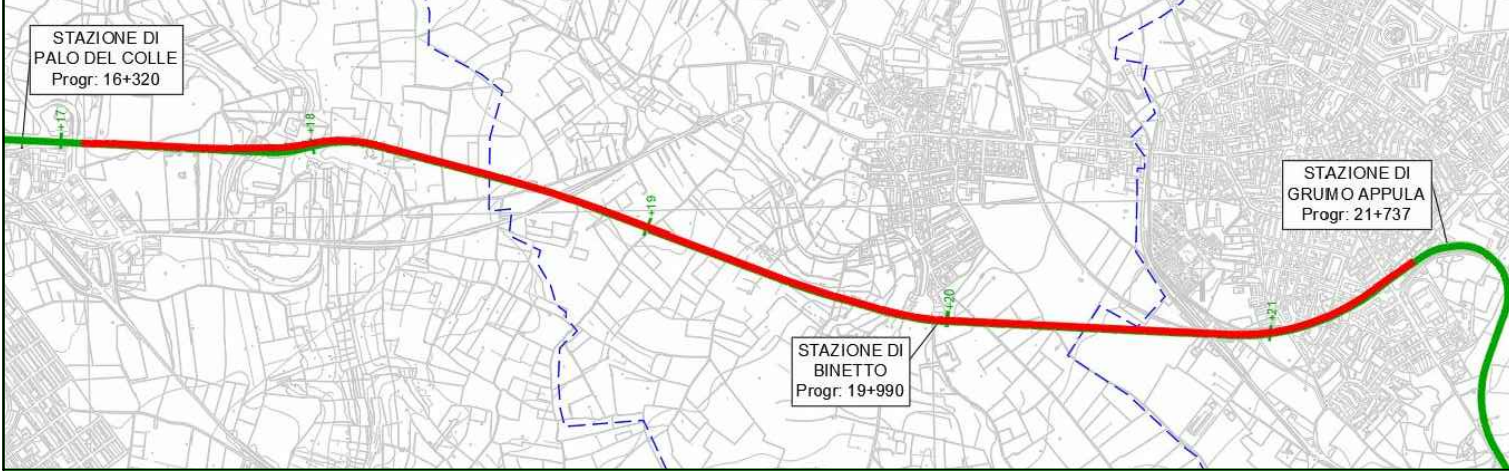 STAZIONE DI
PALO DEL COLLE
Progr: 16+320
+17
+18
+19
STAZIONE DI
BINETTO
Progr: 19+990
+20
+21
STAZIONE DI
GRUMO APPULA
Progr: 21+737